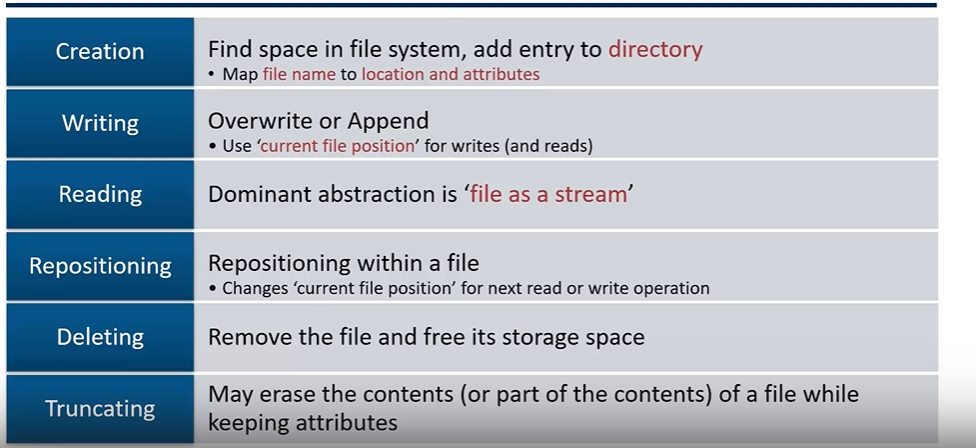 Creation
Find space in file system, add entry to directory
• Map file name to location and attributes
Writing
Overwrite or Append
• Use ‘current file position’ for writes (and reads)
Reading
Dominant abstraction is ‘file as a stream’
Repositioning
Repositioning within a file
• Changes ‘current file position’ for next read or write operation
Deleting
Remove the file and free its storage space
Truncating
May erase the contents (or part of the contents) of a file while
keeping attributes